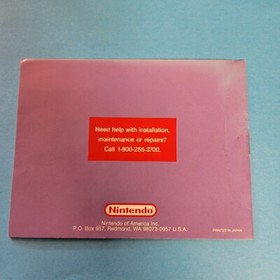 Need help with installation,
maintenance or repairs?
Call 1-800-255-3700.
Nintendo
Nintendo of America Inc.
P.O. Box 957, Redmond, WA 98073-0957 U.S.A.
PRINTED IN JAPAN